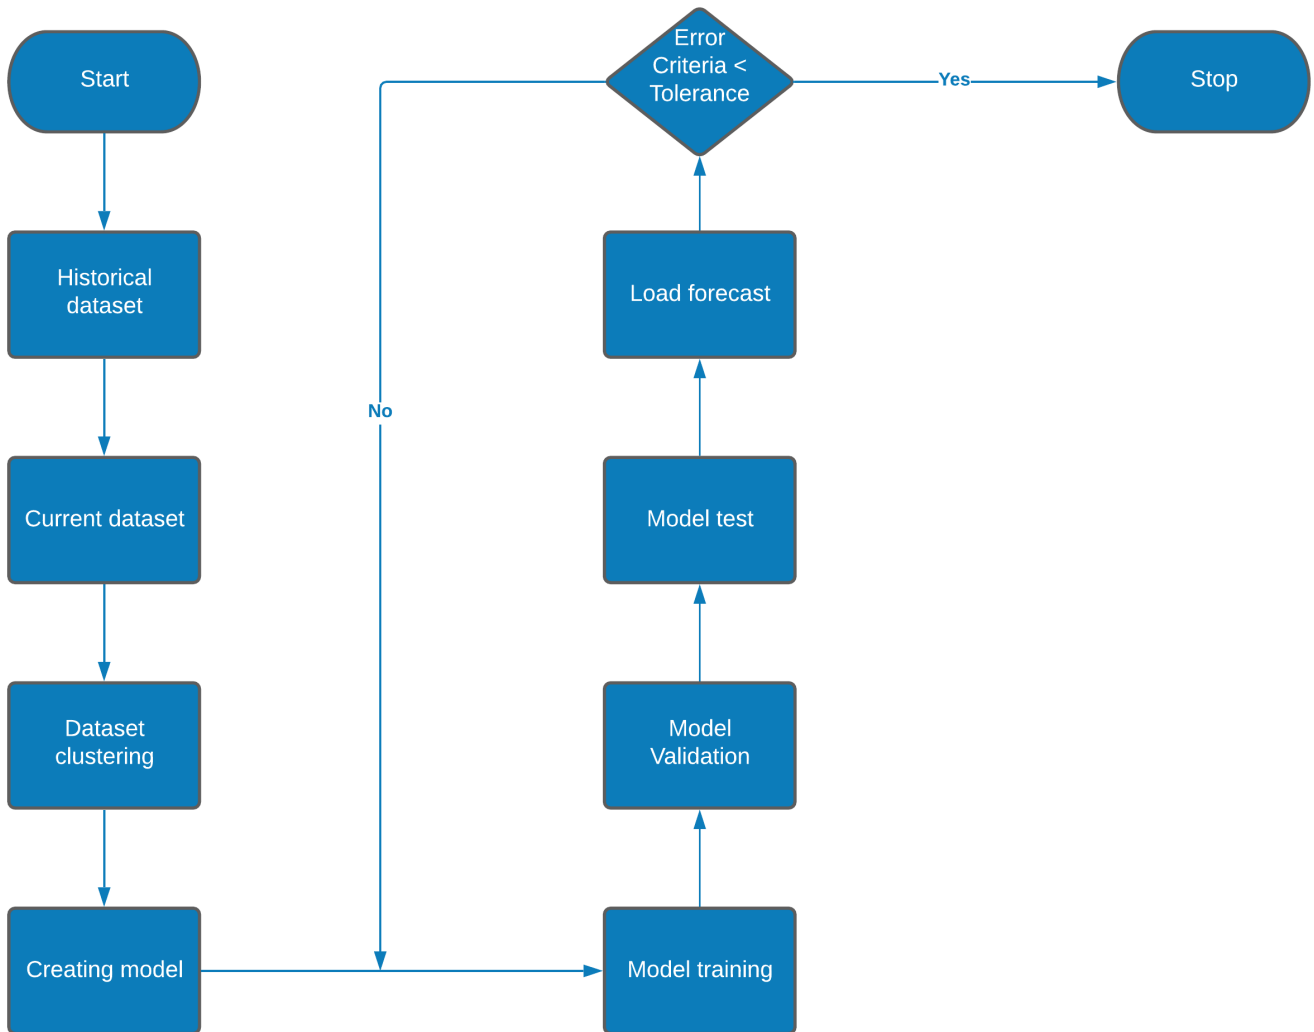 Start
Historical
dataset
Current dataset
Dataset
clustering
Creating model
No
Error
Criteria <
Tolerance
Load forecast
Model test
Model
Validation
Model training
Yes
Stop